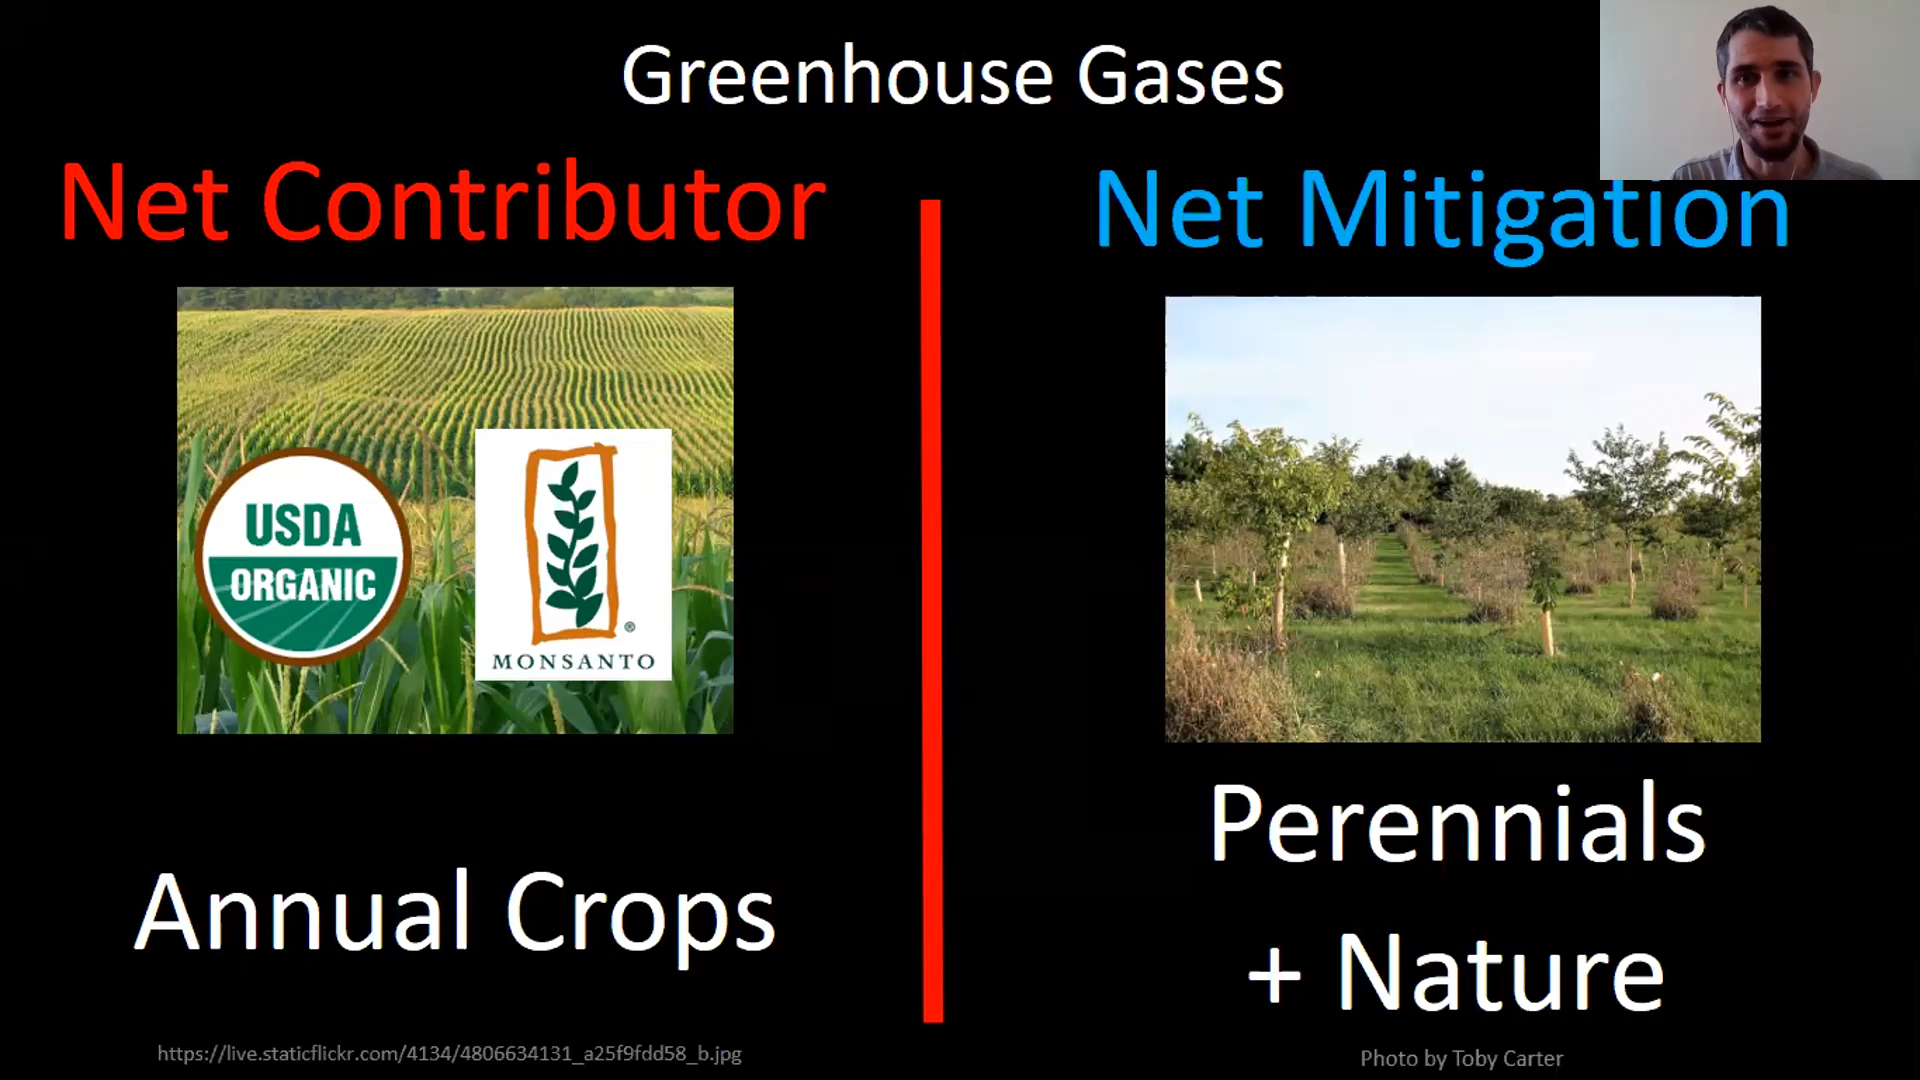 Greenhouse Gases
Net Contributor
Net Mitigation
USDA
ORGANIC
MONSANTO
®
Annual Crops
Perennials
+ Nature
https://live.staticflickr.com/4134/4806634131_a25f9fdd58_b.jpg
Photo by Toby Carter